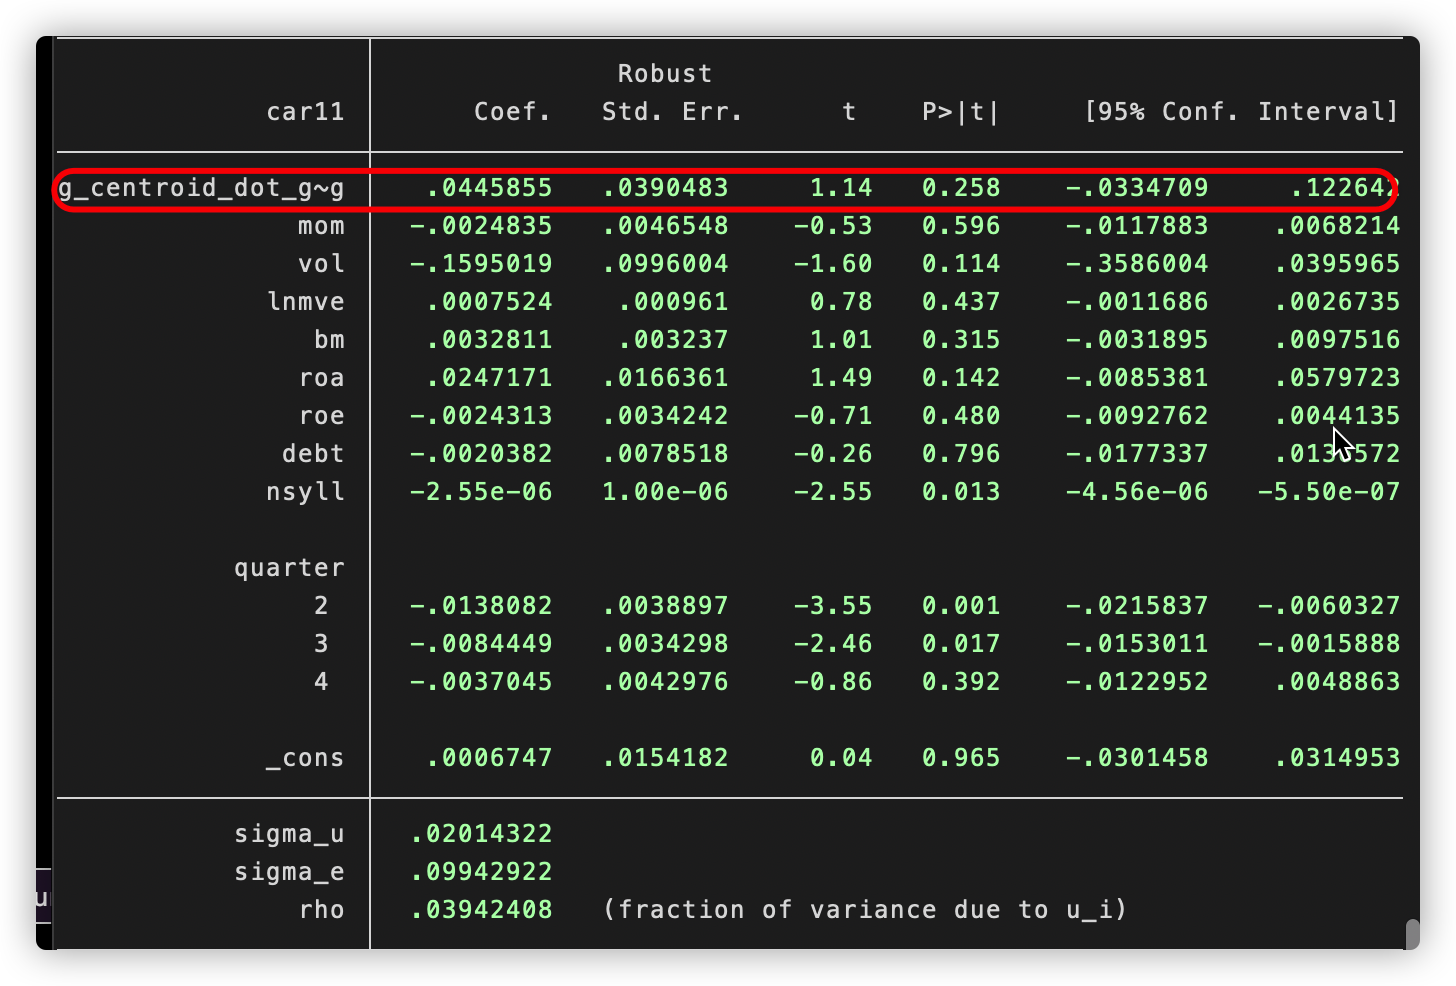 Robust
car11 Coef. Std. Err. t P>|t| [95% Conf. Interval]
g_centroid_dot_g~g .0445855 .0390483 1.14 0.258 -.0334709 .122642
mom -.0024835 .0046548 -0.53 0.596 -.0117883 .0068214
vol -.1595019 .0996004 -1.60 0.114 -.3586004 .0395965
lnmve .0007524 .000961 0.78 0.437 -.0011686 .0026735
bm .0032811 .003237 1.01 0.315 -.0031895 .0097516
roa .0247171 .0166361 1.49 0.142 -.0085381 .0579723
roe -.0024313 .0034242 -0.71 0.480 -.0092762 .0044135
debt -.0020382 .0078518 -0.26 0.796 -.0177337
nsyll -2.55e-06 1.00e-06 -2.55 0.013 -4.56e-06 -5.50e-07
quarter
2 -.0138082 .0038897 -3.55 0.001 -.0215837 -.0060327
3 -.0084449 .0034298 -2.46 0.017 -.0153011 -.0015888
4 -.0037045 .0042976 -0.86 0.392 -.0122952 .0048863
_cons .0006747 .0154182 0.04 0.965 -.0301458 .0314953
sigma_u .02014322
sigma_e .09942922
rho .03942408 (fraction of variance due to u_i)